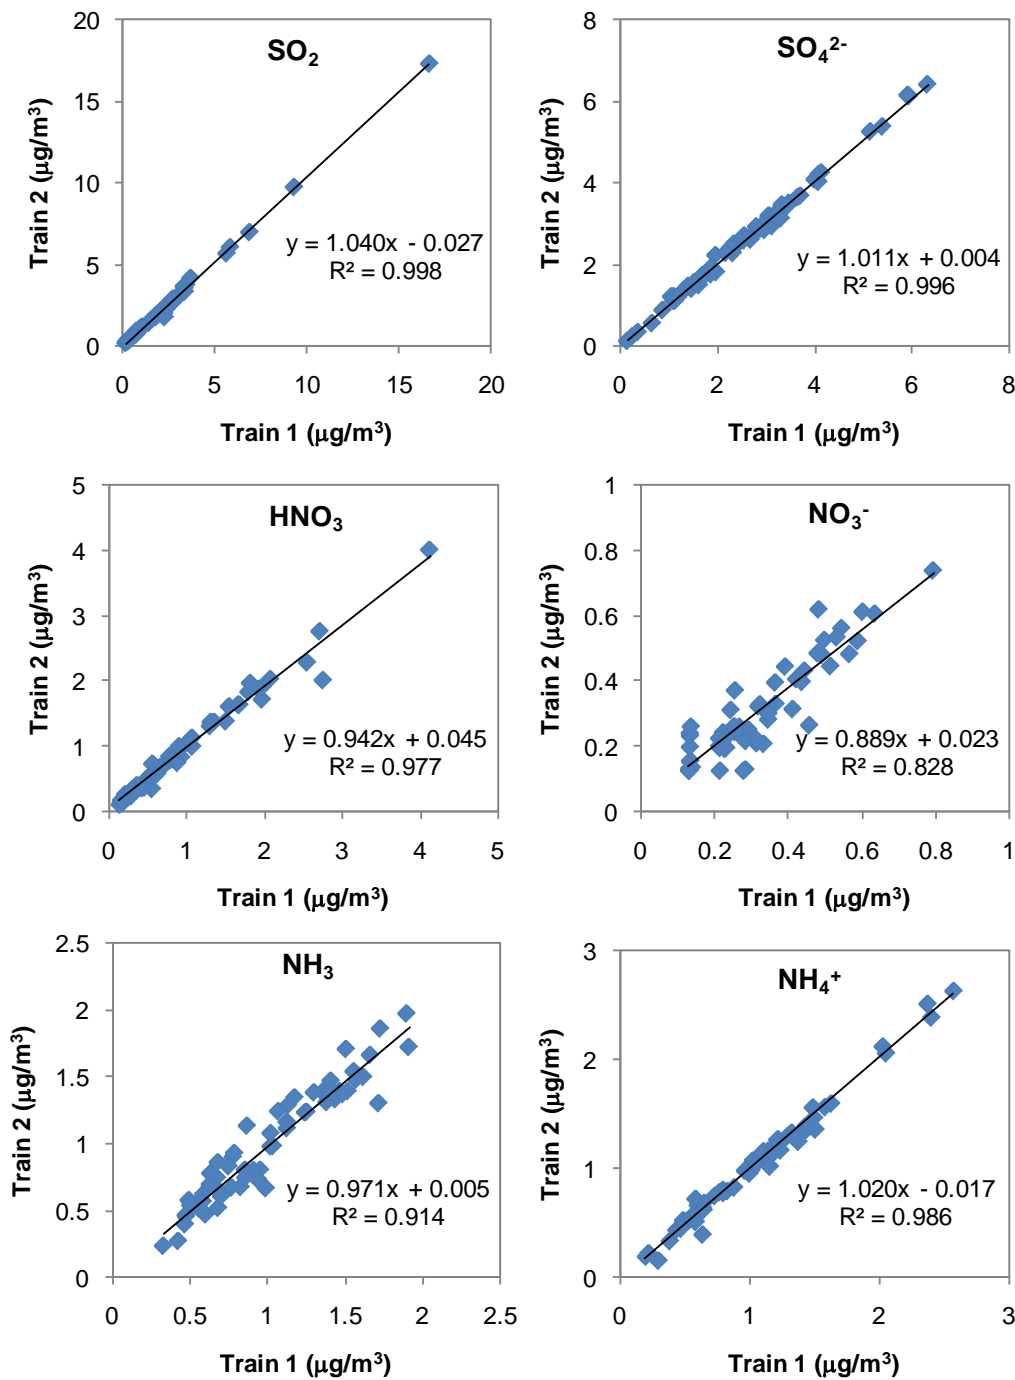 SO₂
20
15
10
5
0
0 5 10 15 20
Train 2 (μg/m³)
Train 1 (μg/m³)
y = 1.040x - 0.027
R² = 0.998
SO₄²⁻
8
6
4
2
0
0 2 4 6 8
Train 2 (μg/m³)
Train 1 (μg/m³)
y = 1.011x + 0.004
R² = 0.996
HNO₃
5
4
3
2
1
0
0 1 2 3 4 5
Train 2 (μg/m³)
Train 1 (μg/m³)
y = 0.942x + 0.045
R² = 0.977
NO₃⁻
1
0.8
0.6
0.4
0.2
0
0 0.2 0.4 0.6 0.8 1
Train 2 (μg/m³)
Train 1 (μg/m³)
y = 0.889x + 0.023
R² = 0.828
NH₃
2.5
2
1.5
1
0.5
0
0 0.5 1 1.5 2 2.5
Train 2 (μg/m³)
Train 1 (μg/m³)
y = 0.971x + 0.005
R² = 0.914
NH₄⁺
3
2
1
0
0 1 2 3
Train 2 (μg/m³)
Train 1 (μg/m³)
y = 1.020x - 0.017
R² = 0.986